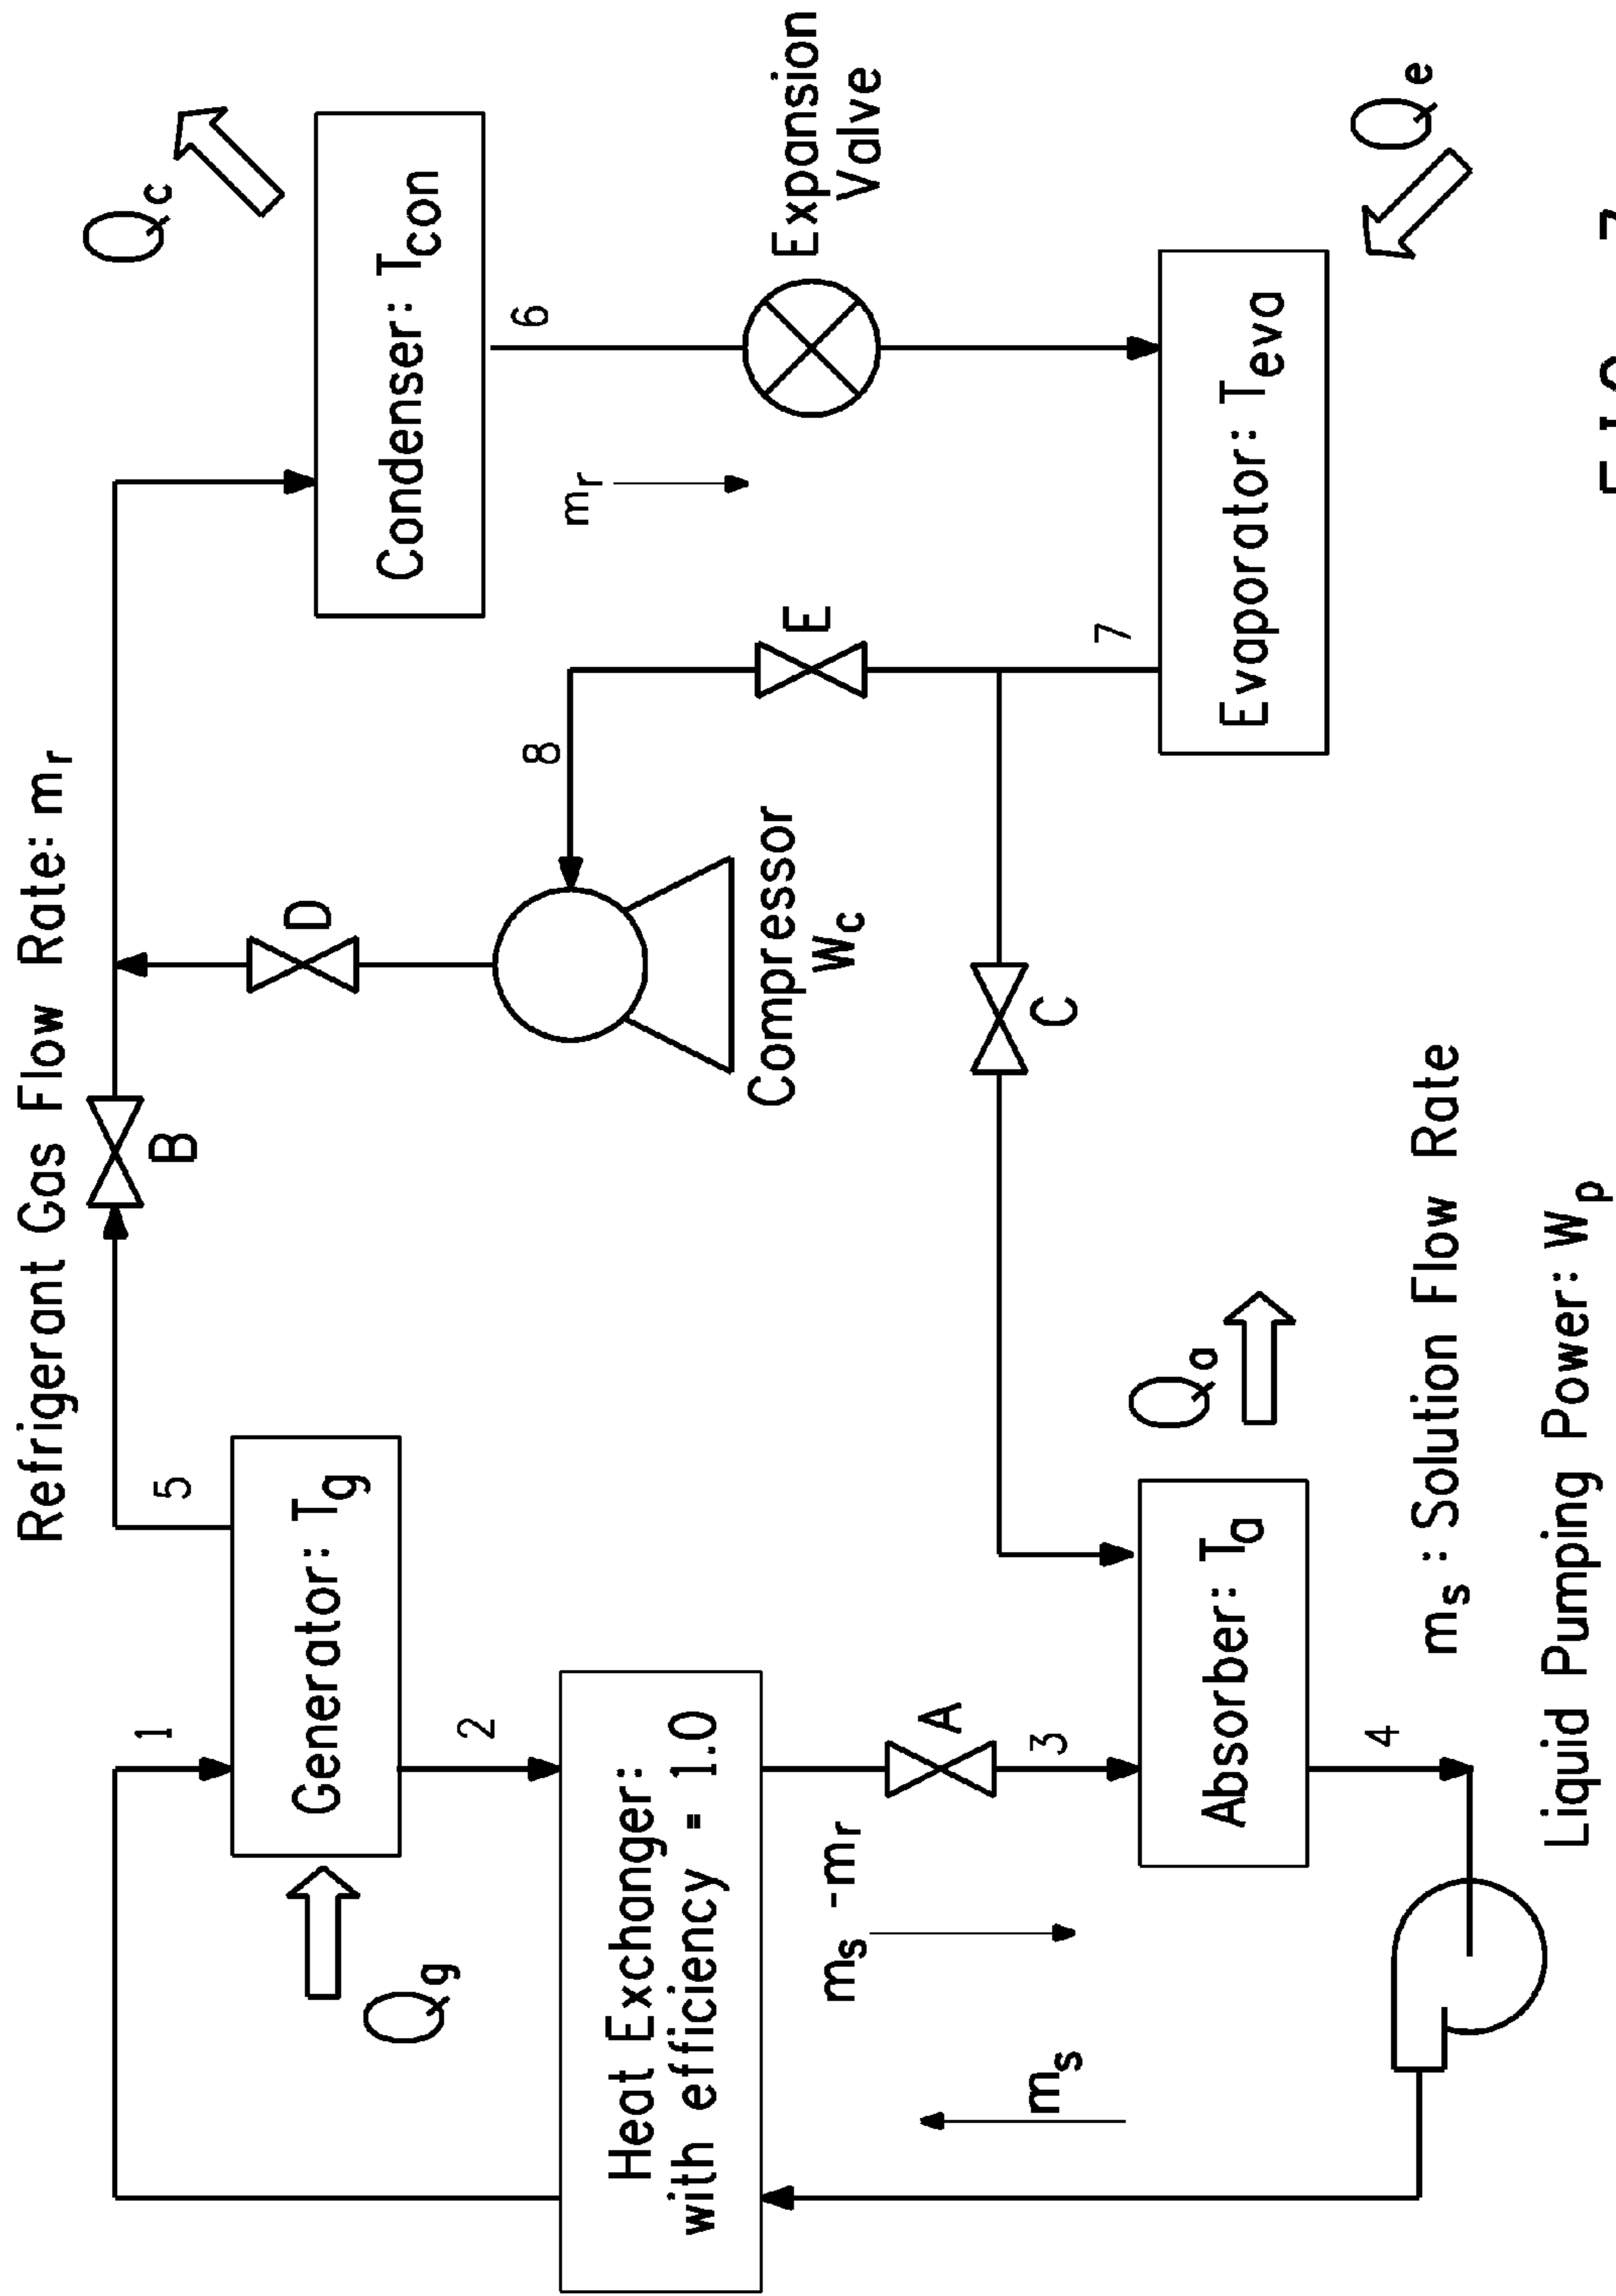 Refrigerant Gas Flow Rate: mr
Qc
1
5
B
D
Condenser: Tcon
Generator: Tg
Qg
2
8
6
mr
Heat Exchanger:
with efficiency = 1.0
Compressor
Wc
E
Expansion
Valve
ms -mr
A
ms
3
C
7
Absorber: Ta
Qa
Evaporator: Teva
Qe
4
ms : Solution Flow Rate
Liquid Pumping Power: Wp